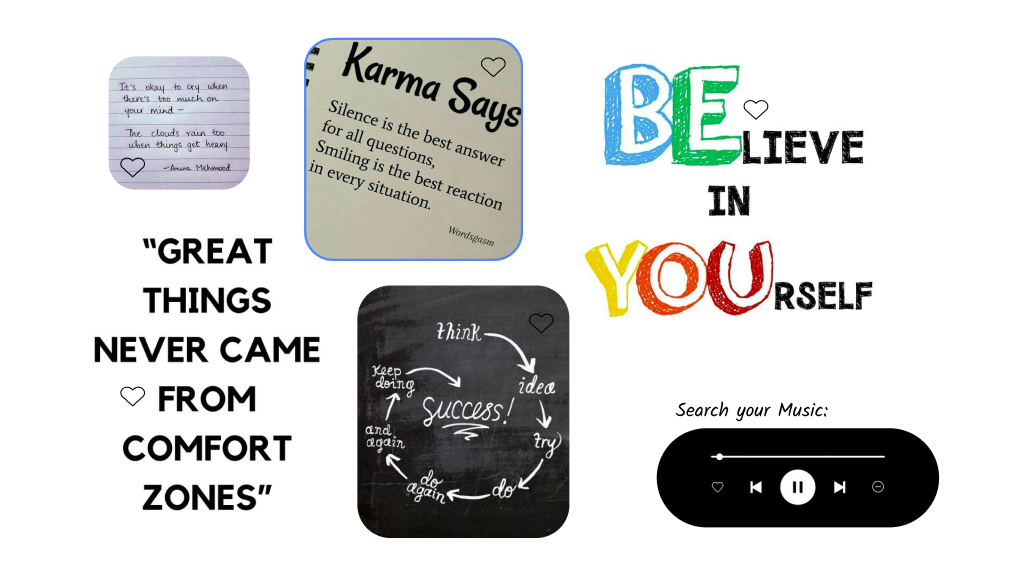 It's okay to cry when
there's too much on
your mind –
The clouds rain too
when things get heavy.
–Amina Mehmood
Karma Says
Silence is the best answer
for all questions,
Smiling is the best reaction
in every situation.
Wordsgasm
BELIEVE
IN
YOURSELF
“GREAT
THINGS
NEVER CAME
FROM
COMFORT
ZONES”
think
idea
try
do
do
again
and
again
keep
doing
success!
Search your Music: